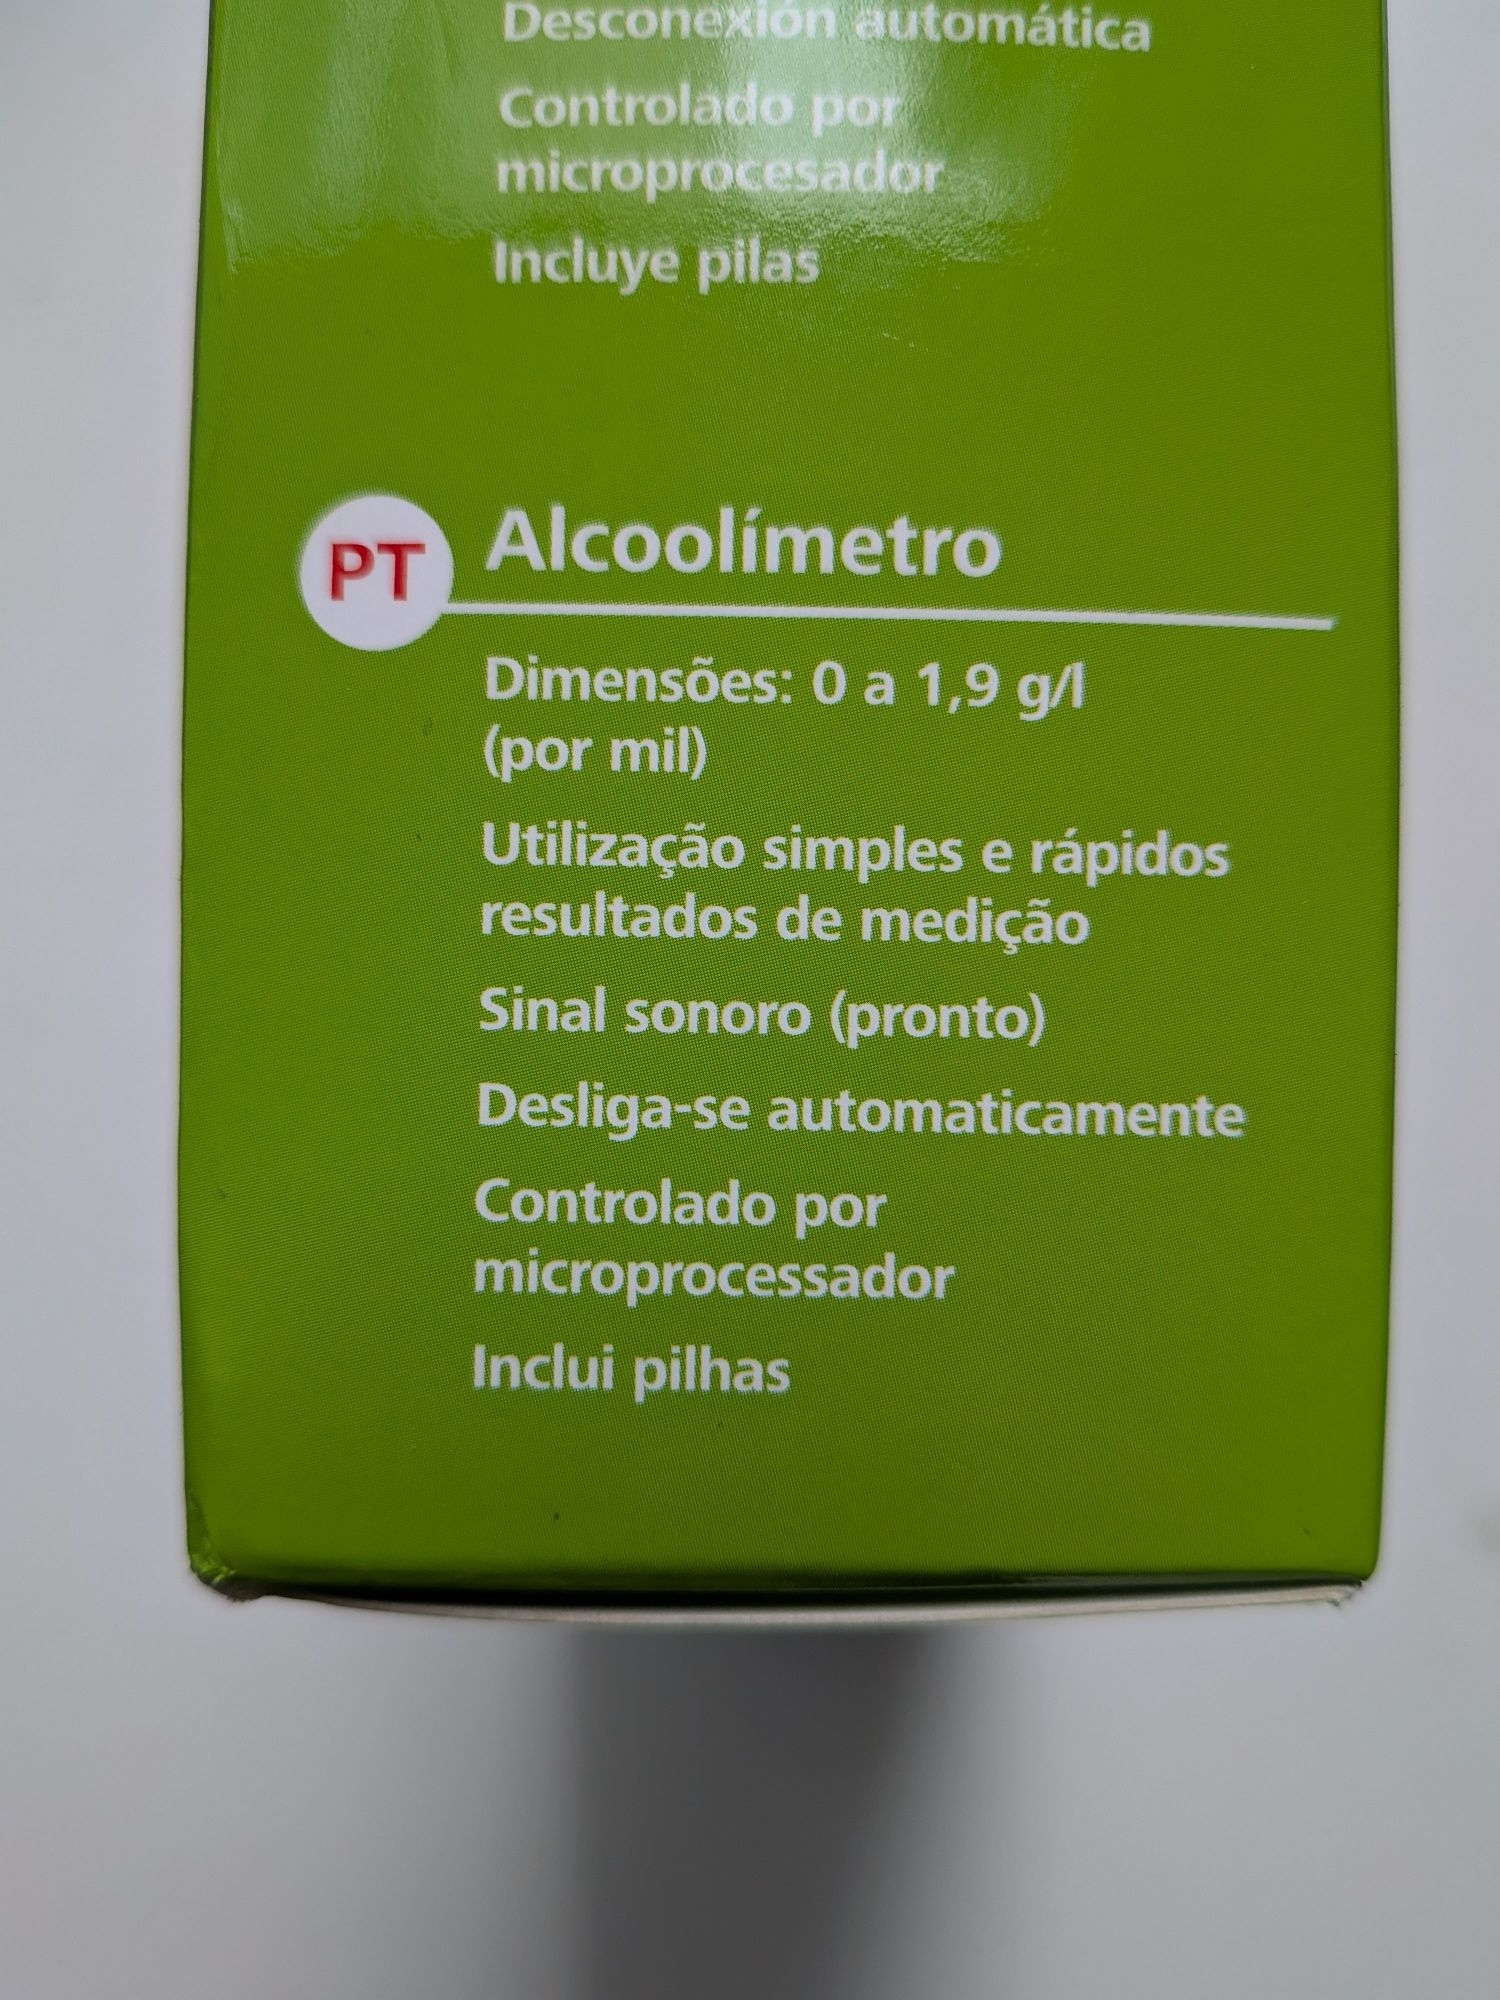 Desconexión automática
Controlado por
microprocesador
Incluye pilas
PT Alcoolímetro
Dimensões: 0 a 1,9 g/l
(por mil)
Utilização simples e rápidos
resultados de medição
Sinal sonoro (pronto)
Desliga-se automaticamente
Controlado por
microprocessador
Inclui pilhas